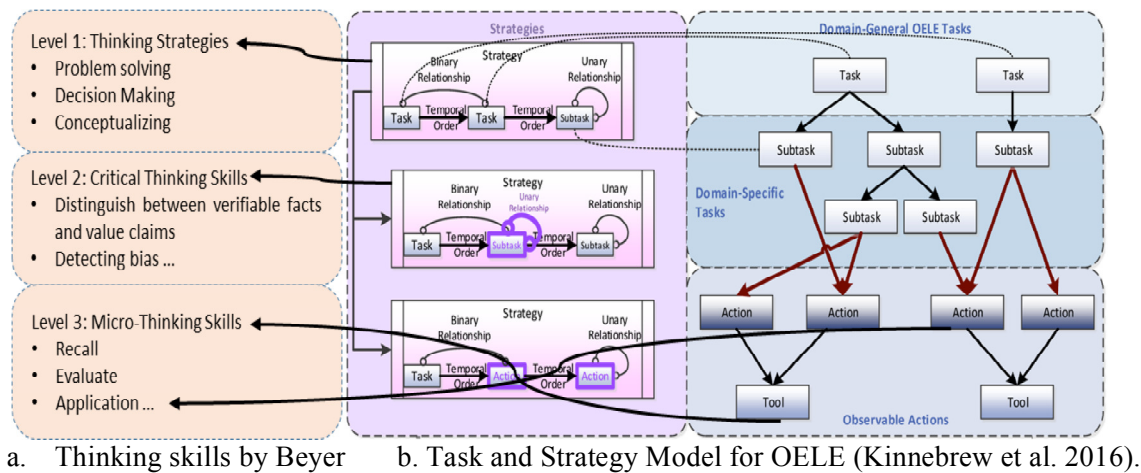 Level 1: Thinking Strategies
• Problem solving
• Decision Making
• Conceptualizing
Level 2: Critical Thinking Skills
• Distinguish between verifiable facts
and value claims
• Detecting bias ...
Level 3: Micro-Thinking Skills
• Recall
• Evaluate
• Application ...
Strategies
Binary
Relationship
Strategy
Unary
Relationship
Task
Temporal
Order
Task
Temporal
Order
Subtask
Binary
Relationship
Strategy
Unary
Relationship
Unary
Relationship
Task
Temporal
Order
Subtask
Temporal
Order
Subtask
Binary
Relationship
Strategy
Unary
Relationship
Task
Temporal
Order
Action
Temporal
Order
Action
Domain-General OELE Tasks
Task
Task
Subtask
Subtask
Subtask
Domain-Specific
Tasks
Subtask
Subtask
Action
Action
Action
Action
Tool
Tool
Observable Actions
a. Thinking skills by Beyer
b. Task and Strategy Model for OELE (Kinnebrew et al. 2016).